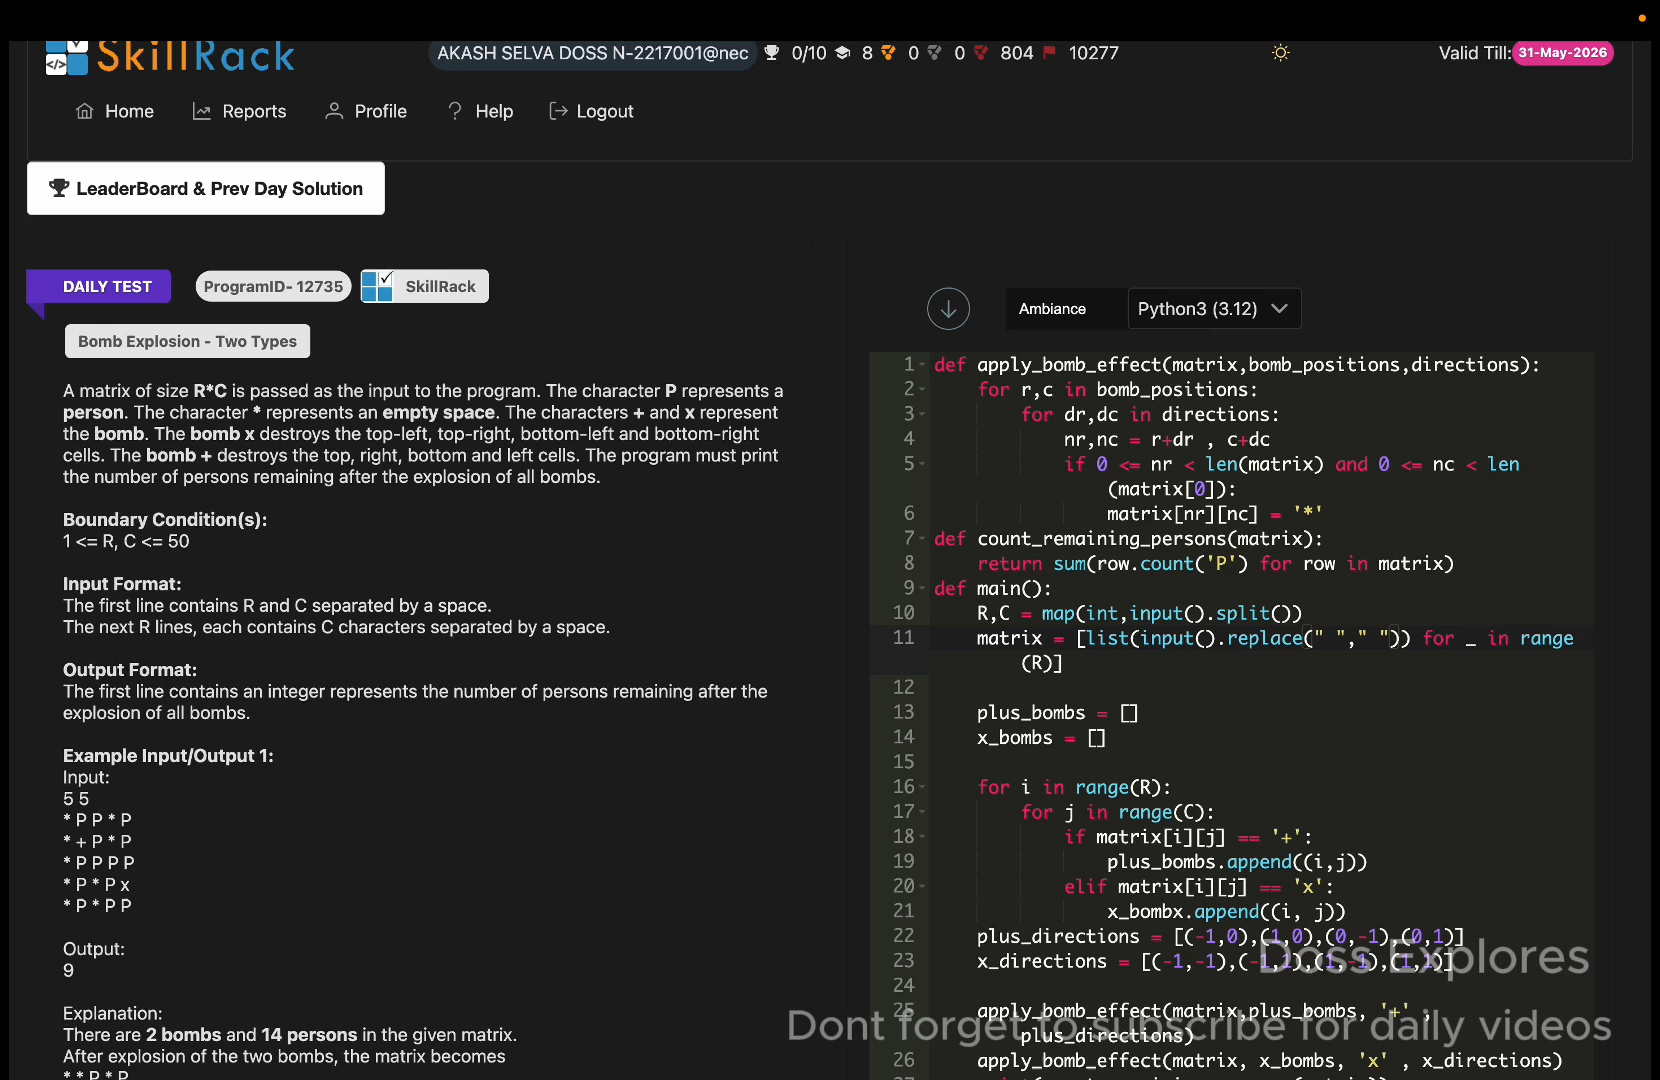 SkillRack
AKASH SELVA DOSS N-2217001@nec 0/10 8 0 0 804 10277
Valid Till: 31-May-2026
Home Reports Profile ? Help Logout
LeaderBoard & Prev Day Solution
DAILY TEST ProgramID- 12735 SkillRack
Bomb Explosion - Two Types
A matrix of size R*C is passed as the input to the program. The character P represents a
person. The character * represents an empty space. The characters + and x represent
the bomb. The bomb x destroys the top-left, top-right, bottom-left and bottom-right
cells. The bomb + destroys the top, right, bottom and left cells. The program must print
the number of persons remaining after the explosion of all bombs.
Boundary Condition(s):
1 <= R, C <= 50
Input Format:
The first line contains R and C separated by a space.
The next R lines, each contains C characters separated by a space.
Output Format:
The first line contains an integer represents the number of persons remaining after the
explosion of all bombs.
Example Input/Output 1:
Input:
5 5
* P P * P
* + P * P
* P P P P
* P * P x
* P * P P
Output:
9
Explanation:
There are 2 bombs and 14 persons in the given matrix.
After explosion of the two bombs, the matrix becomes
* * P * P
Ambiance Python3 (3.12)
1 def apply_bomb_effect(matrix,bomb_positions,directions):
2 for r,c in bomb_positions:
3 for dr,dc in directions:
4 nr,nc = r+dr , c+dc
5 if 0 <= nr < len(matrix) and 0 <= nc < len
(matrix[0]):
6 matrix[nr][nc] = '*'
7 def count_remaining_persons(matrix):
8 return sum(row.count('P') for row in matrix)
9 def main():
10 R,C = map(int,input().split())
11 matrix = [list(input().replace(" "," ")) for _ in range
(R)]
12
13 plus_bombs = []
14 x_bombs = []
15
16 for i in range(R):
17 for j in range(C):
18 if matrix[i][j] == '+':
19 plus_bombs.append((i,j))
20 elif matrix[i][j] == 'x':
21 x_bombx.append((i, j))
22 plus_directions = [(-1,0),(1,0),(0,-1),(0,1)]
23 x_directions = [(-1,-1),(-1,1),(1,-1),(1,1)]
24
25 apply_bomb_effect(matrix,plus_bombs, '+' ,
plus_directions)
26 apply_bomb_effect(matrix, x_bombs, 'x' , x_directions)
Doss Explores
Dont forget to subscribe for daily videos